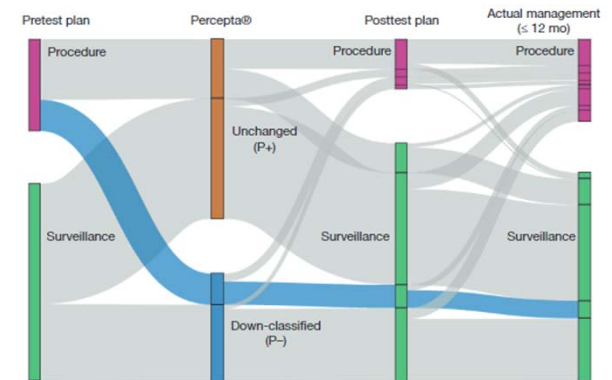 Pretest plan
Percepta®
Posttest plan
Actual management
(≤ 12 mo)
Procedure
Procedure
Procedure
Unchanged
(P+)
Surveillance
Surveillance
Surveillance
Down-classified
(P–)